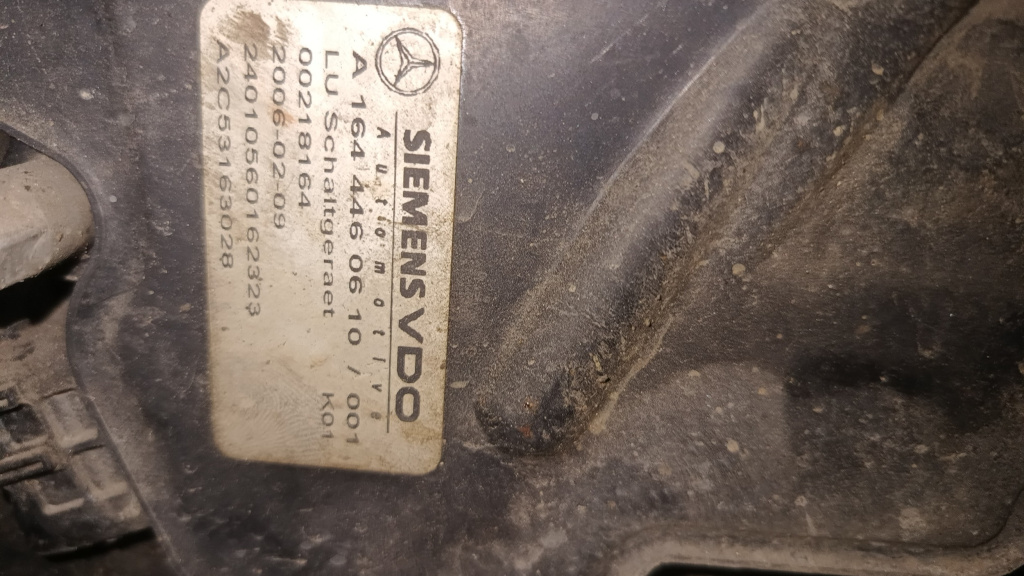 SIEMENS VDO
Automotive
A 164 446 06 10 / 001
LU Schaltgeraet K01
00218164
2006-02-09
24010560162323
A2C53163028